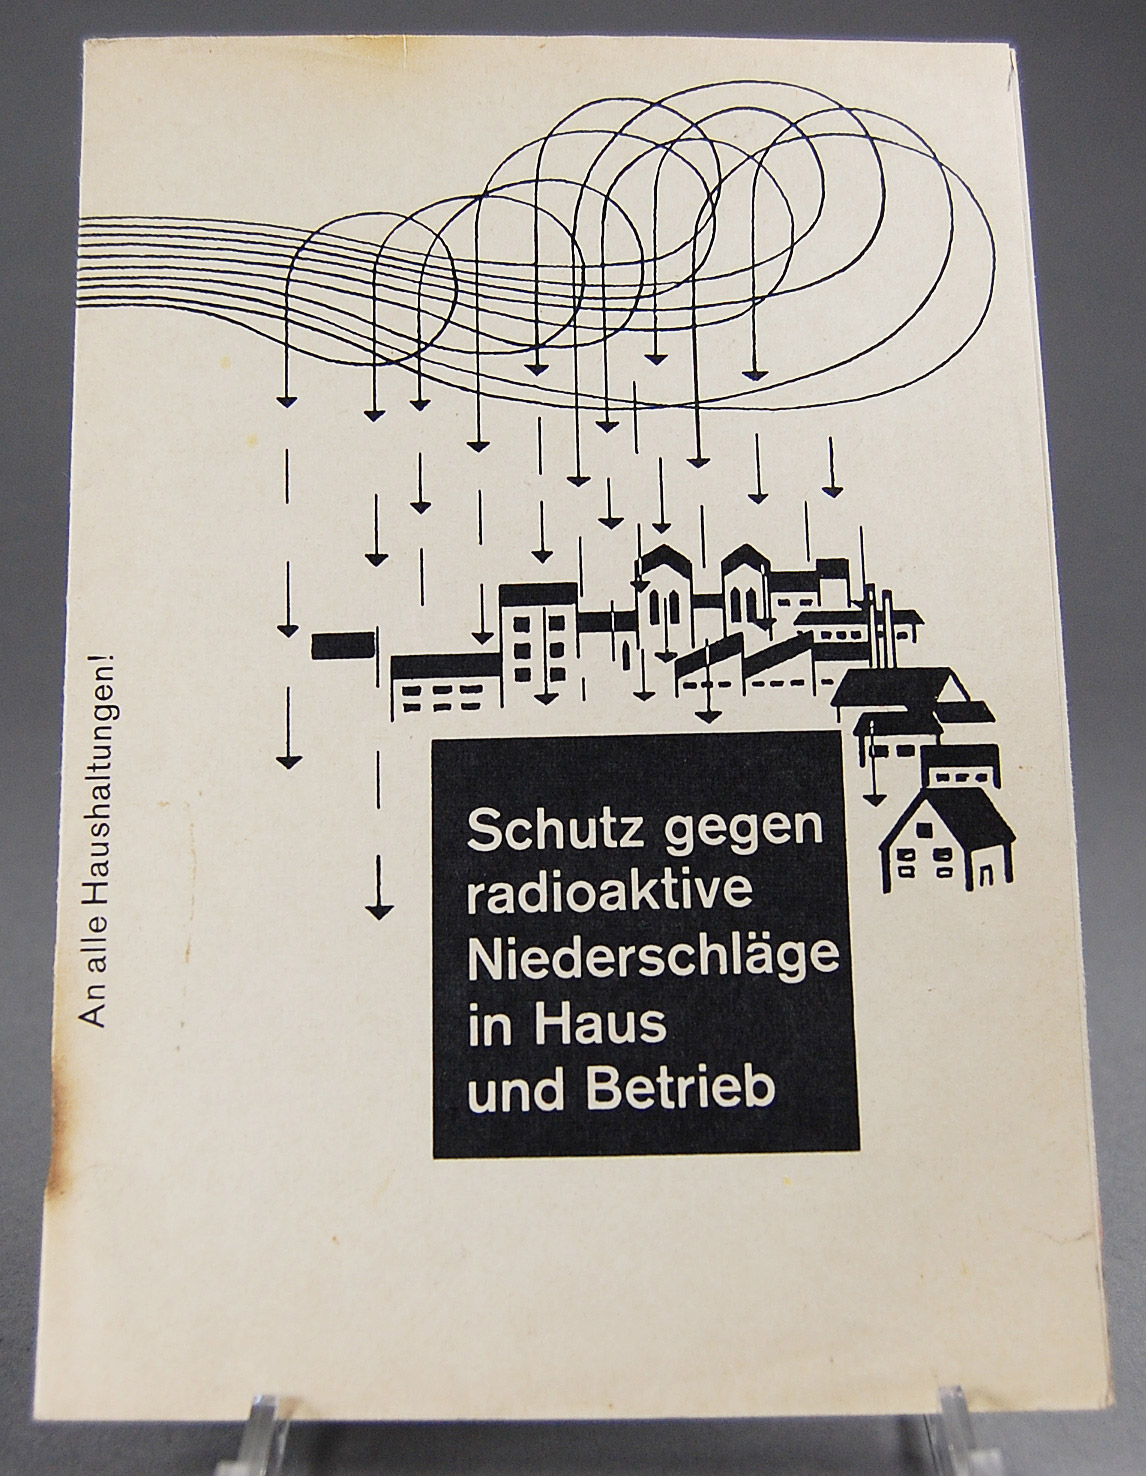 An alle Haushaltungen!
Schutz gegen
radioaktive
Niederschläge
in Haus
und Betrieb